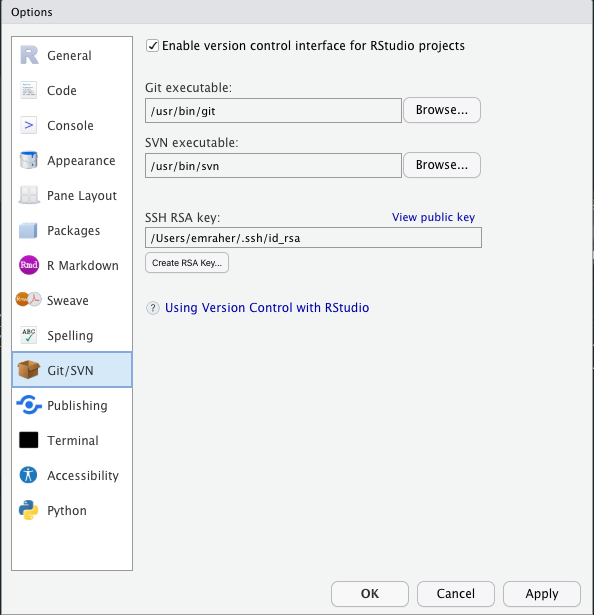 Options
General
Code
Console
Appearance
Pane Layout
Packages
Rmd R Markdown
Sweave
ABC Spelling
Git/SVN
Publishing
Terminal
Accessibility
Python
Enable version control interface for RStudio projects
Git executable:
/usr/bin/git Browse...
SVN executable:
/usr/bin/svn Browse...
SSH RSA key: View public key
/Users/emraher/.ssh/id_rsa
Create RSA Key...
? Using Version Control with RStudio
OK Cancel Apply